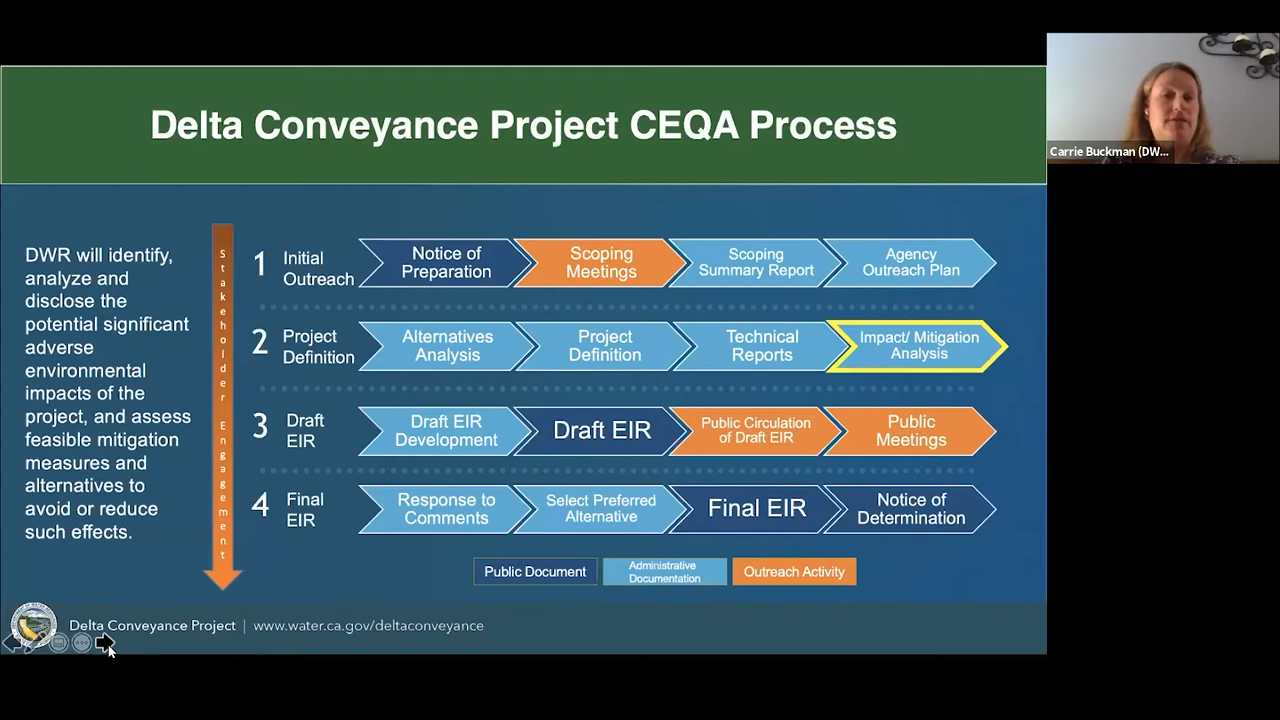 Delta Conveyance Project CEQA Process
Carrie Buckman (DW...
DWR will identify,
analyze and
disclose the
potential significant
adverse
environmental
impacts of the
project, and assess
feasible mitigation
measures and
alternatives to
avoid or reduce
such effects.
Stakeholder Engagement
1 Initial
Outreach
Notice of
Preparation
Scoping
Meetings
Scoping
Summary Report
Agency
Outreach Plan
2 Project
Definition
Alternatives
Analysis
Project
Definition
Technical
Reports
Impact/ Mitigation
Analysis
3 Draft
EIR
Draft EIR
Development
Draft EIR
Public Circulation
of Draft EIR
Public
Meetings
4 Final
EIR
Response to
Comments
Select Preferred
Alternative
Final EIR
Notice of
Determination
Public Document
Administrative
Documentation
Outreach Activity
Delta Conveyance Project | www.water.ca.gov/deltaconveyance